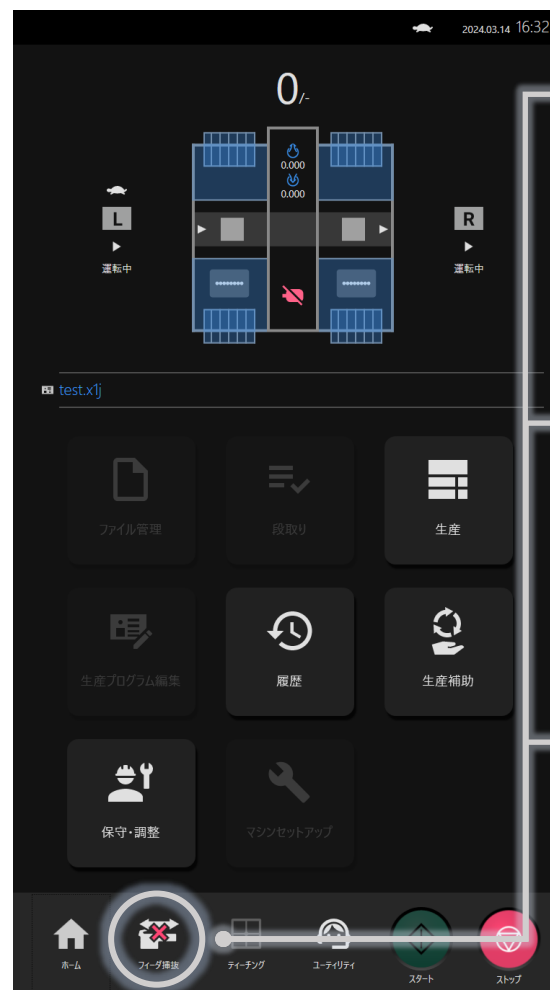 2024.03.14 16:32
0/-
0.000
0.000
L
R
運転中
運転中
test.x1j
ファイル管理
段取り
生産
生産プログラム編集
履歴
生産補助
保守・調整
マシンセットアップ
ホーム
フィーダ挿抜
ティーチング
ユーティリティ
スタート
ストップ